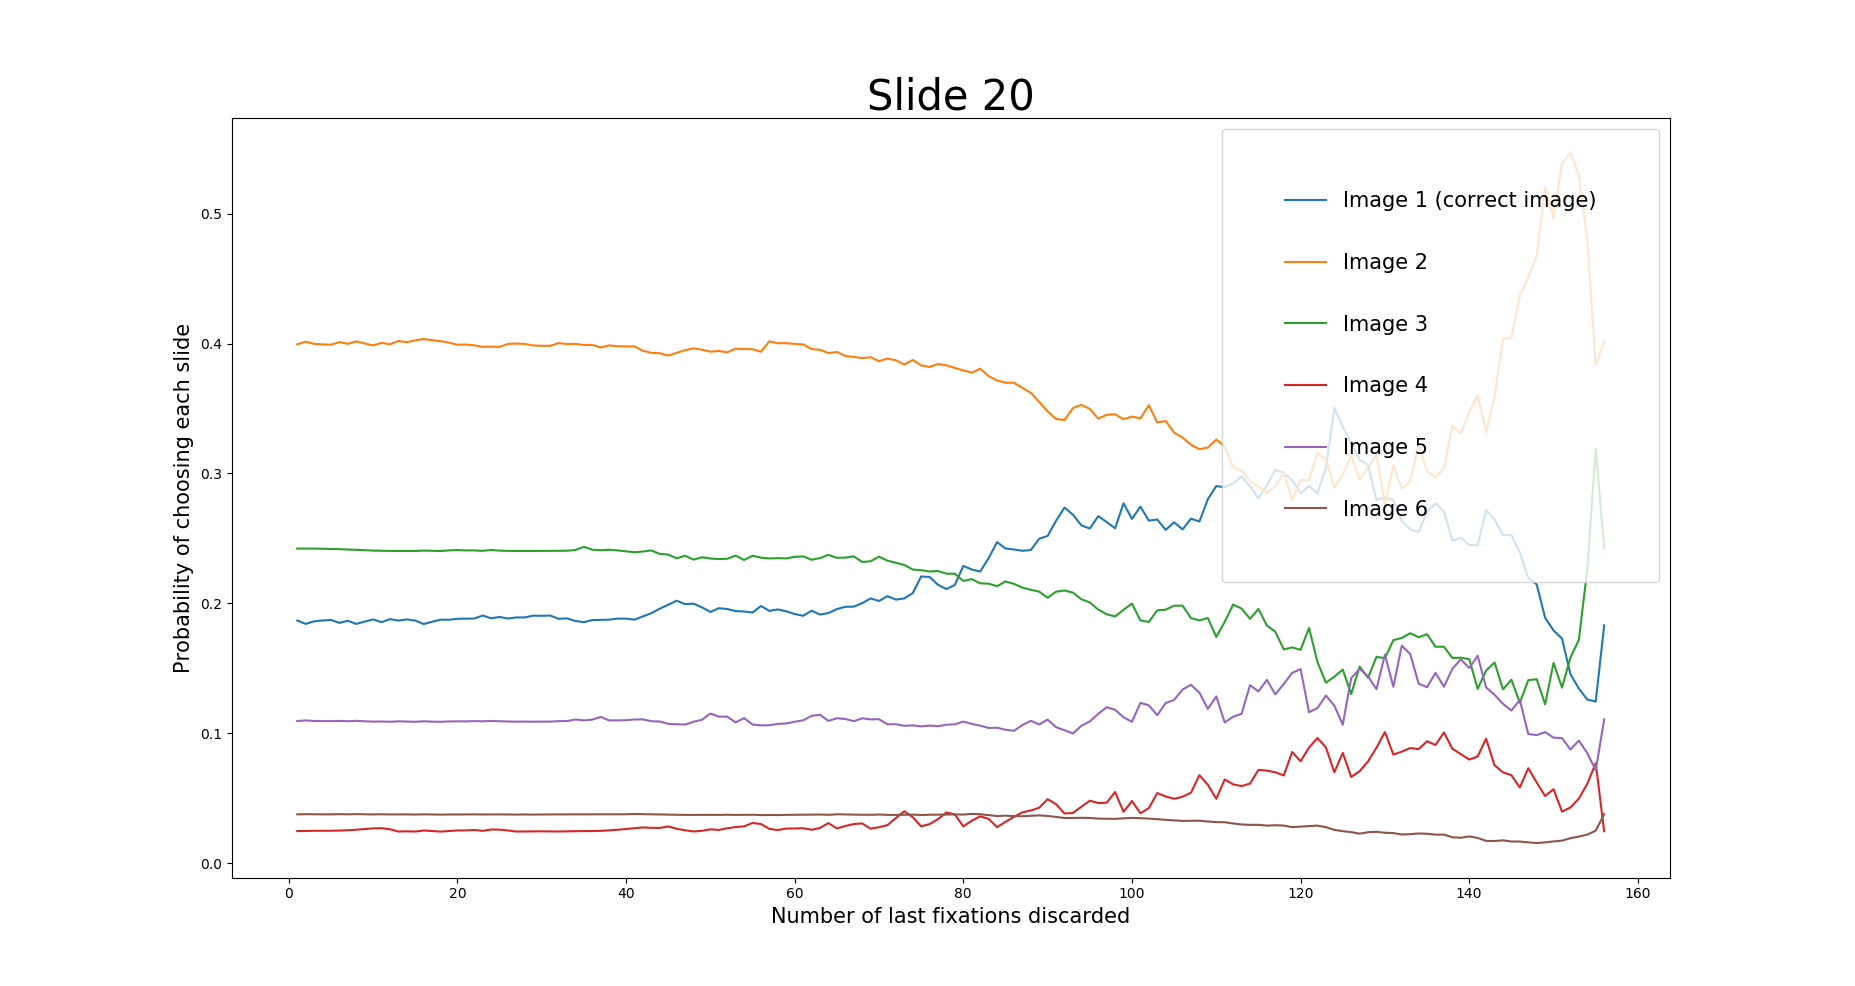 Slide 20
Probability of choosing each slide
0.5
0.4
0.3
0.2
0.1
0.0
Image 1 (correct image)
Image 2
Image 3
Image 4
Image 5
Image 6
0 20 40 60 80 100 120 140 160
Number of last fixations discarded